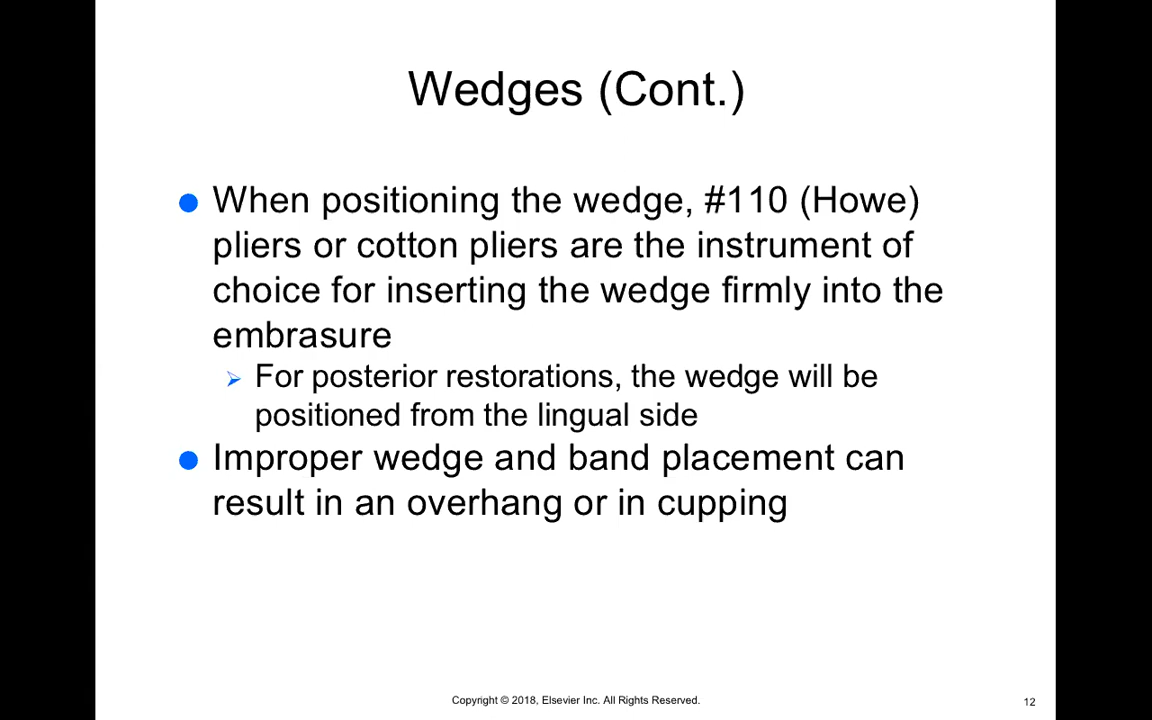 Wedges (Cont.)
When positioning the wedge, #110 (Howe)
pliers or cotton pliers are the instrument of
choice for inserting the wedge firmly into the
embrasure
For posterior restorations, the wedge will be
positioned from the lingual side
Improper wedge and band placement can
result in an overhang or in cupping
Copyright © 2018, Elsevier Inc. All Rights Reserved.
12